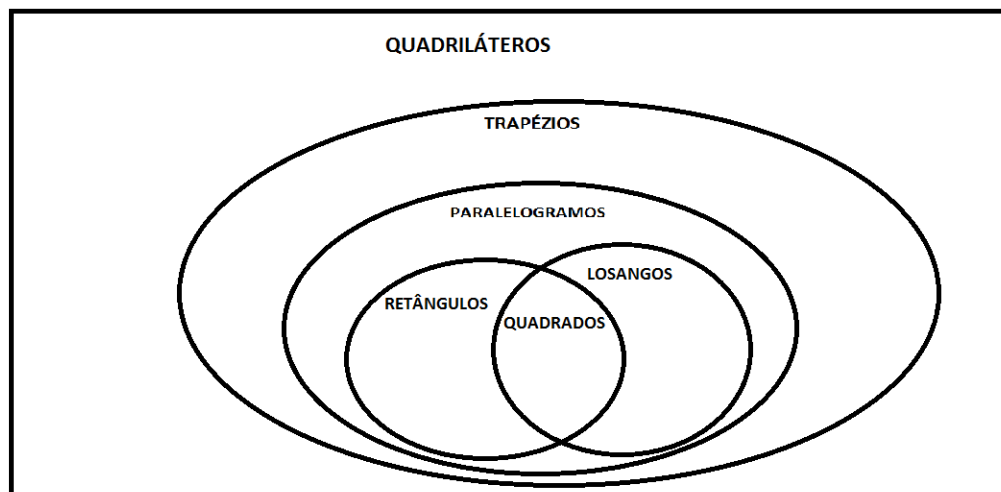 QUADRILÁTEROS
TRAPÉZIOS
PARALELOGRAMOS
LOSANGOS
RETÂNGULOS
QUADRADOS